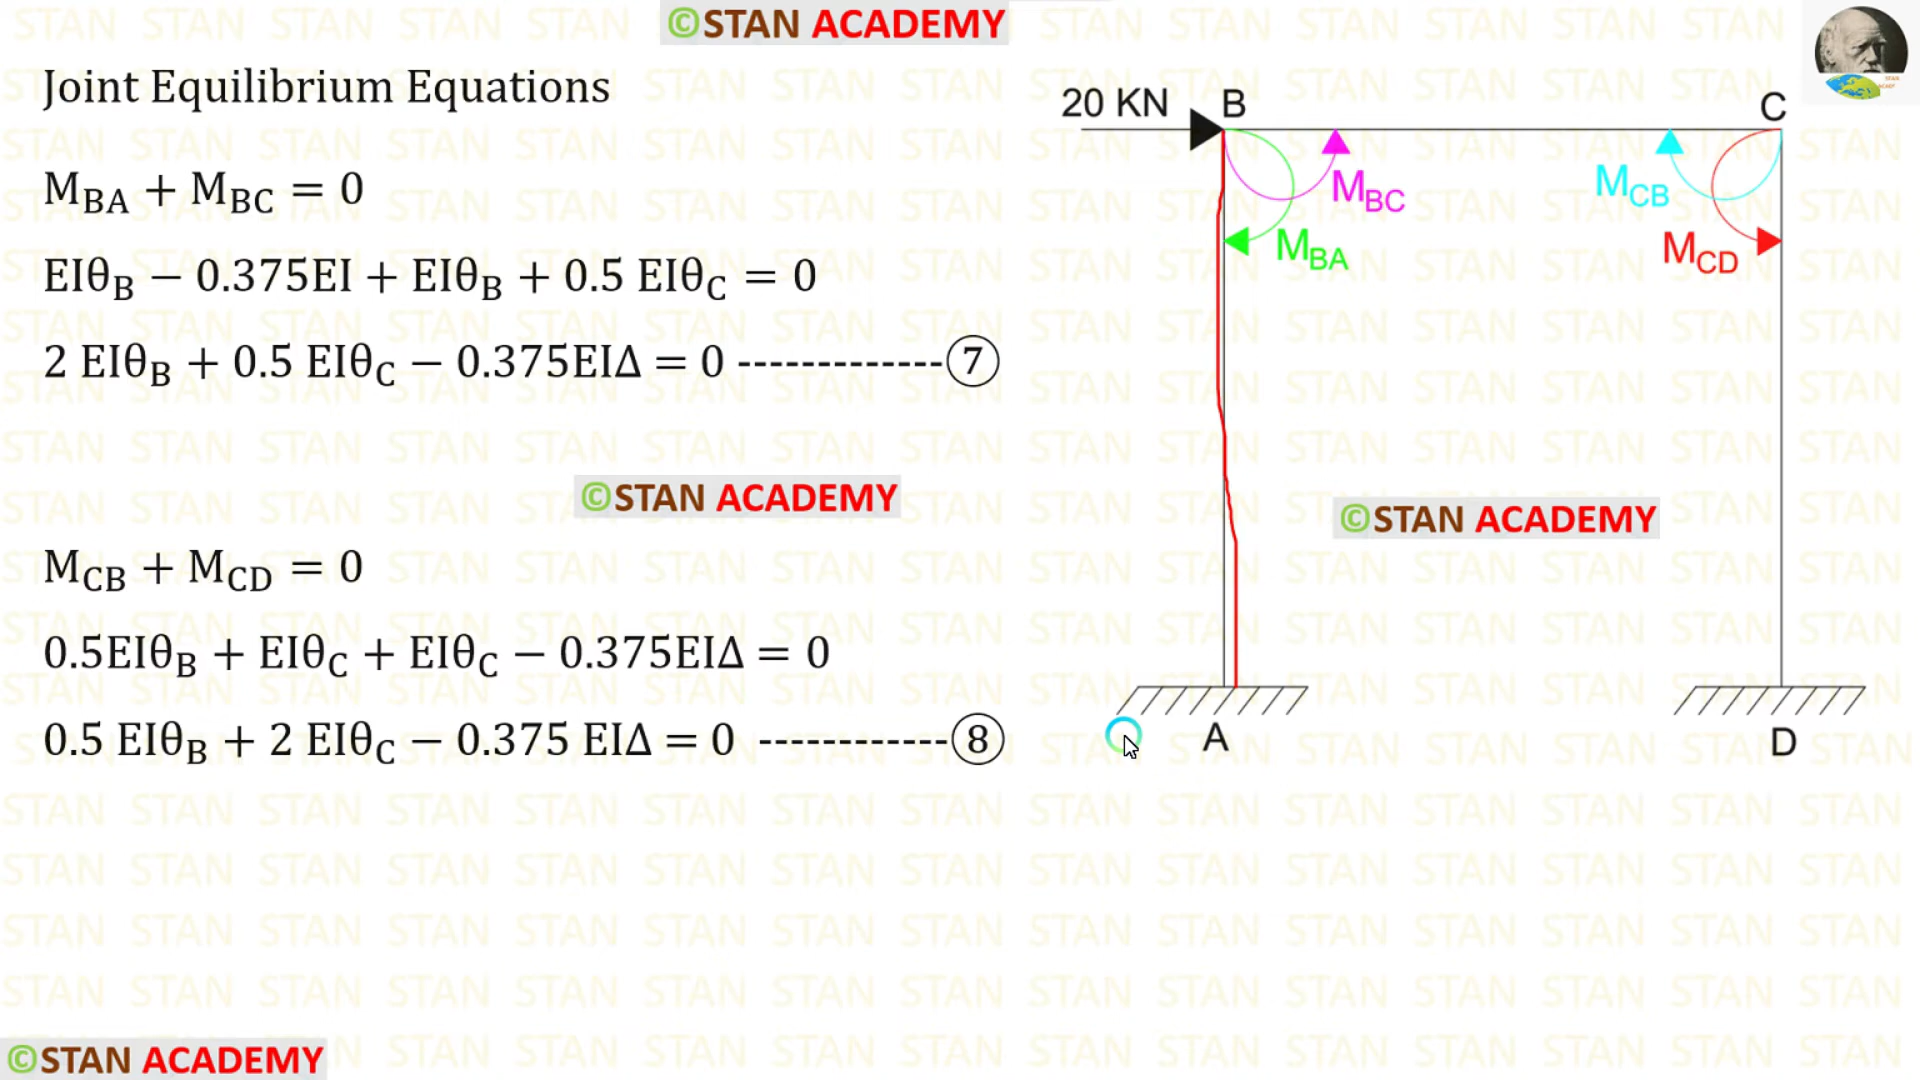 ©STAN ACADEMY
Joint Equilibrium Equations
M_BA + M_BC = 0
EIθ_B − 0.375EI + EIθ_B + 0.5 EIθ_C = 0
2 EIθ_B + 0.5 EIθ_C − 0.375EIΔ = 0 -------------⑦
©STAN ACADEMY
M_CB + M_CD = 0
0.5EIθ_B + EIθ_C + EIθ_C − 0.375EIΔ = 0
0.5 EIθ_B + 2 EIθ_C − 0.375 EIΔ = 0 ------------⑧
20 KN
B
C
M_BC
M_BA
M_CB
M_CD
©STAN ACADEMY
A
D
©STAN ACADEMY